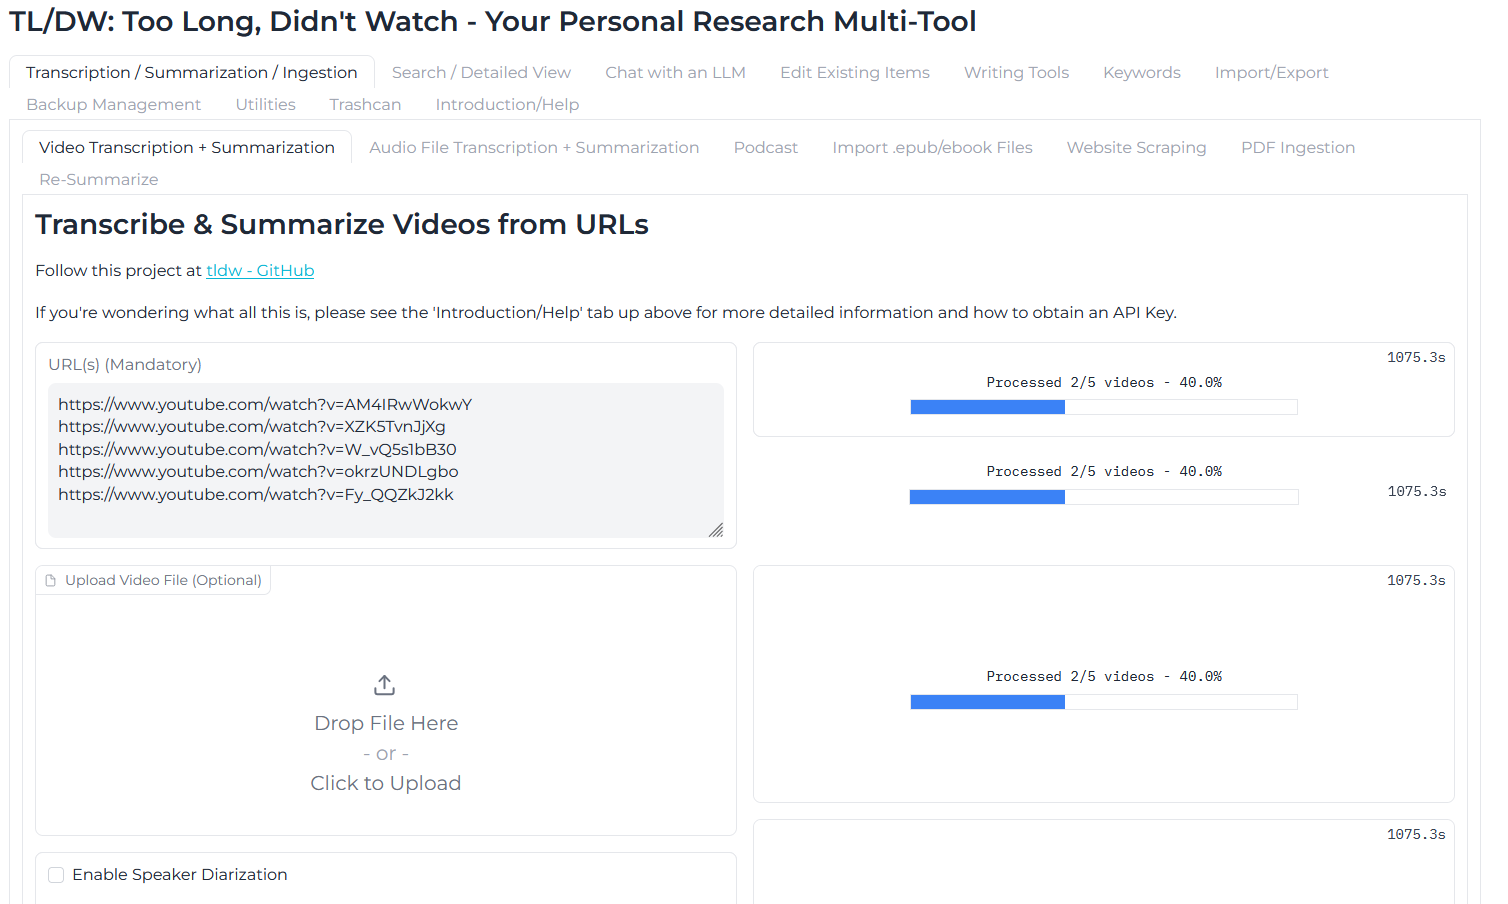 TL/DW: Too Long, Didn't Watch - Your Personal Research Multi-Tool
Transcription / Summarization / Ingestion Search / Detailed View Chat with an LLM Edit Existing Items Writing Tools Keywords Import/Export
Backup Management Utilities Trashcan Introduction/Help
Video Transcription + Summarization Audio File Transcription + Summarization Podcast Import .epub/ebook Files Website Scraping PDF Ingestion
Re-Summarize
Transcribe & Summarize Videos from URLs
Follow this project at tldw - GitHub
If you're wondering what all this is, please see the 'Introduction/Help' tab up above for more detailed information and how to obtain an API Key.
URL(s) (Mandatory)
https://www.youtube.com/watch?v=AM4IRwWokwY
https://www.youtube.com/watch?v=XZK5TvnJjXg
https://www.youtube.com/watch?v=W_vQ5s1bB30
https://www.youtube.com/watch?v=okrzUNDLgbo
https://www.youtube.com/watch?v=Fy_QQZkJ2kk
1075.3s
Processed 2/5 videos - 40.0%
Processed 2/5 videos - 40.0%
1075.3s
Upload Video File (Optional)
Drop File Here
- or -
Click to Upload
1075.3s
Processed 2/5 videos - 40.0%
1075.3s
Enable Speaker Diarization